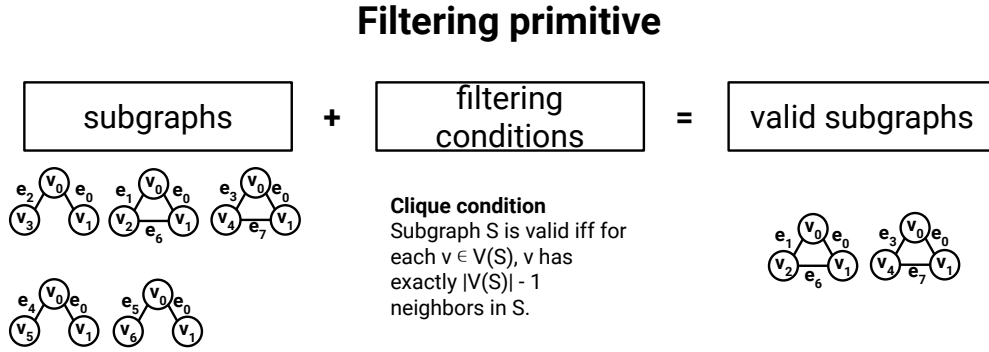 Filtering primitive
subgraphs + filtering conditions = valid subgraphs
e2 v0 e0 v3 v1
e1 v0 e0 v2 v1 e6
e3 v0 e0 v4 v1 e7
e4 v0 e0 v5 v1
e5 v0 e0 v6 v1
Clique condition
Subgraph S is valid iff for
each v ∈ V(S), v has
exactly |V(S)| - 1
neighbors in S.
e1 v0 e0 v2 v1 e6
e3 v0 e0 v4 v1 e7